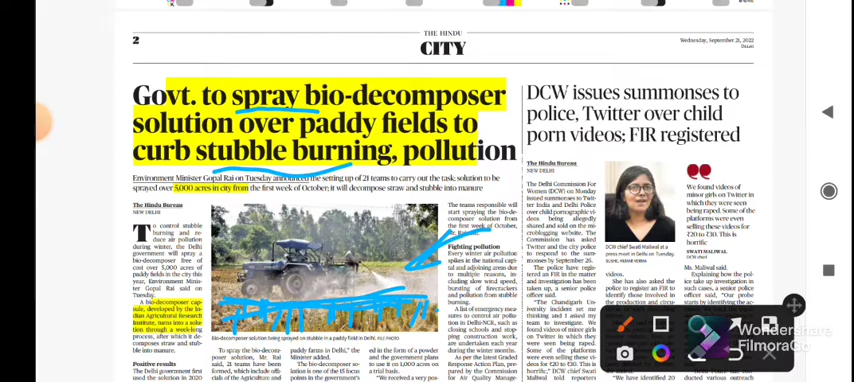 THE HINDU
2
CITY
Wednesday, September 21, 2022
DELHI
Govt. to spray bio-decomposer
solution over paddy fields to
curb stubble burning, pollution
Environment Minister Gopal Rai on Tuesday announced the setting up of 21 teams to carry out the task; solution to be
sprayed over 5,000 acres in city from the first week of October; it will decompose straw and stubble into manure
The Hindu Bureau
NEW DELHI
To control stubble
burning and re-
duce air pollution
during winter, the Delhi
government will spray a
bio-decomposer free of
cost over 5,000 acres of
paddy fields in the city this
year, Environment Minis-
ter Gopal Rai said on
Tuesday.
A bio-decomposer cap-
sule, developed by the In-
dian Agricultural Research
Institute, turns into a solu-
tion through a week-long
process, after which it de-
composes straw and stub-
ble into manure.
Positive results
The Delhi government first
used the solution in 2020
Bio-decomposer solution being sprayed on stubble in a paddy field in Delhi. FILE PHOTO
To spray the bio-decom-
poser solution, Mr. Rai
said, 21 teams have been
formed, which include offi-
cials of the Agriculture and
paddy farms in Delhi,” the
Minister added.
The bio-decomposer so-
lution is one of the 15 focus
points in the government's
ed in the form of a powder
and the government plans
to use it on 1,000 acres on a
trial basis.
“We received a very pos-
The teams responsible will
start spraying the bio-de-
composer solution from
the first week of October,
Mr. Rai
Fighting pollution
Every winter air pollution
spikes in the national capi-
tal and adjoining areas due
to multiple reasons, in-
cluding slow wind speed,
bursting of firecrackers
and pollution from stubble
burning.
A list of emergency mea-
sures to control air pollu-
tion in Delhi-NCR, such as
closing schools and stop-
ping construction work,
are undertaken each year
during the winter months.
As per the latest Graded
Response Action Plan, pre-
pared by the Commission
for Air Quality Manage-
DCW issues summonses to
police, Twitter over child
porn videos; FIR registered
The Hindu Bureau
NEW DELHI
The Delhi Commission For
Women (DCW) on Monday
issued summonses to Twit-
ter India and Delhi Police
over child pornographic vi-
deos being allegedly
shared and sold on the mi-
croblogging website. The
Commission has asked
Twitter and the city police
to respond to the sum-
monses by September 26.
The police have regis-
tered an FIR in the matter
and investigation has been
taken up, a senior police
officer said.
“The Chandigarh Uni-
versity incident set me
thinking and I asked my
team to investigate. We
found videos of minor girls
on Twitter in which they
were being raped. Some of
the platforms were even
selling these videos for
₹20 to ₹30. This is horrific,”
DCW chief Swati Maliwal
told reporters
DCW chief Swati Maliwal at a
press meet in Delhi on Tuesday.
SUSHIL KUMAR VERMA
videos.
She has also asked the
police to register an FIR in
order to identify those in-
We found videos of
minor girls on Twitter
in which they were
seen being raped. Some
of the platforms were
even selling these
videos for
₹20 to ₹30. This is
horrific
SWATI MALIWAL
DCW chief
Ms. Maliwal said.
Explaining how the po-
lice take up investigation in
such cases, a senior police
officer said, “Our probe
starts by identifying the ac-
“We have identified 20
Wondershare
FilmoraGo